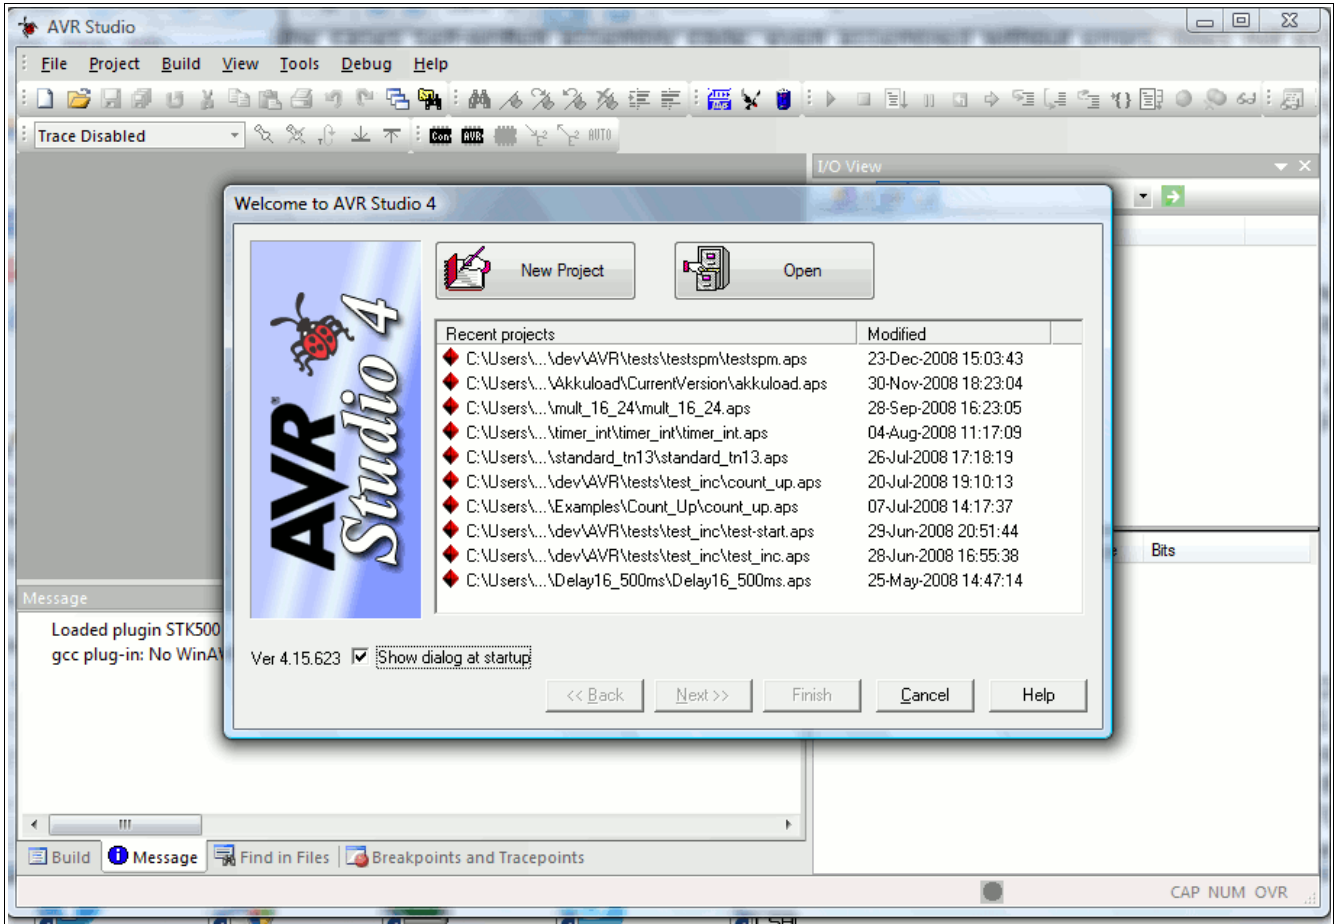 AVR Studio
File Project Build View Tools Debug Help
Trace Disabled
Con AVR AUTO
I/O View
Welcome to AVR Studio 4
New Project Open
AVR Studio 4
Recent projects Modified
C:\Users\...\dev\AVR\tests\testspm\testspm.aps 23-Dec-2008 15:03:43
C:\Users\...\Akkuload\CurrentVersion\akkuload.aps 30-Nov-2008 18:23:04
C:\Users\...\mult_16_24\mult_16_24.aps 28-Sep-2008 16:23:05
C:\Users\...\timer_int\timer_int\timer_int.aps 04-Aug-2008 11:17:09
C:\Users\...\standard_tn13\standard_tn13.aps 26-Jul-2008 17:18:19
C:\Users\...\dev\AVR\tests\test_inc\count_up.aps 20-Jul-2008 19:10:13
C:\Users\...\Examples\Count_Up\count_up.aps 07-Jul-2008 14:17:37
C:\Users\...\dev\AVR\tests\test_inc\test-start.aps 29-Jun-2008 20:51:44
C:\Users\...\dev\AVR\tests\test_inc\test_inc.aps 28-Jun-2008 16:55:38
C:\Users\...\Delay16_500ms\Delay16_500ms.aps 25-May-2008 14:47:14
Bits
Message
Loaded plugin STK500
gcc plug-in: No WinAV
Ver 4.15.623 Show dialog at startup
<< Back Next >> Finish Cancel Help
Build Message Find in Files Breakpoints and Tracepoints
CAP NUM OVR